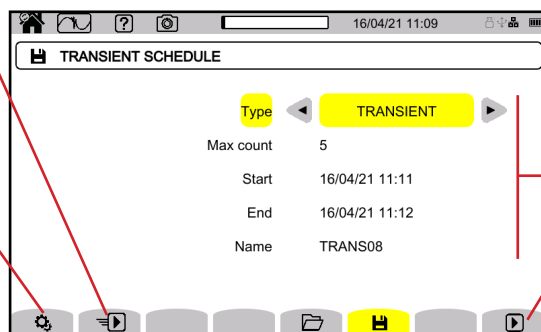 16/04/21 11:09
TRANSIENT SCHEDULE
Type TRANSIENT
Max count 5
Start 16/04/21 11:11
End 16/04/21 11:12
Name TRANS08